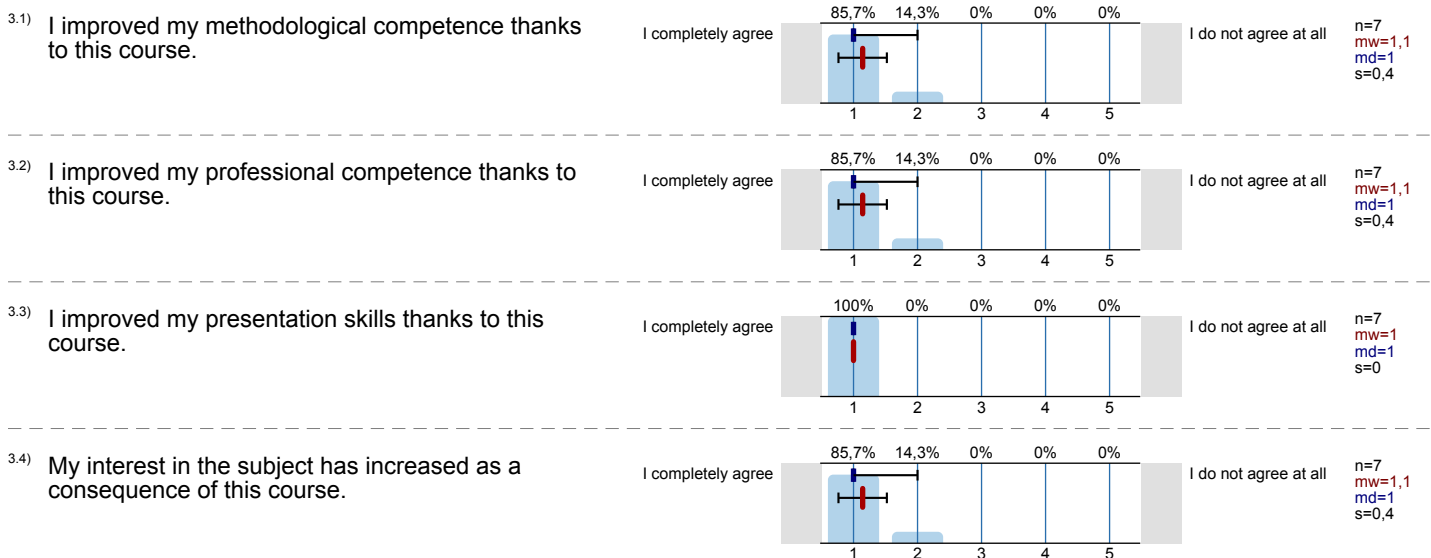 3.1) I improved my methodological competence thanks
to this course.
I completely agree
85,7% 14,3% 0% 0% 0%
1 2 3 4 5
I do not agree at all
n=7
mw=1,1
md=1
s=0,4
3.2) I improved my professional competence thanks to
this course.
I completely agree
85,7% 14,3% 0% 0% 0%
1 2 3 4 5
I do not agree at all
n=7
mw=1,1
md=1
s=0,4
3.3) I improved my presentation skills thanks to this
course.
I completely agree
100% 0% 0% 0% 0%
1 2 3 4 5
I do not agree at all
n=7
mw=1
md=1
s=0
3.4) My interest in the subject has increased as a
consequence of this course.
I completely agree
85,7% 14,3% 0% 0% 0%
1 2 3 4 5
I do not agree at all
n=7
mw=1,1
md=1
s=0,4